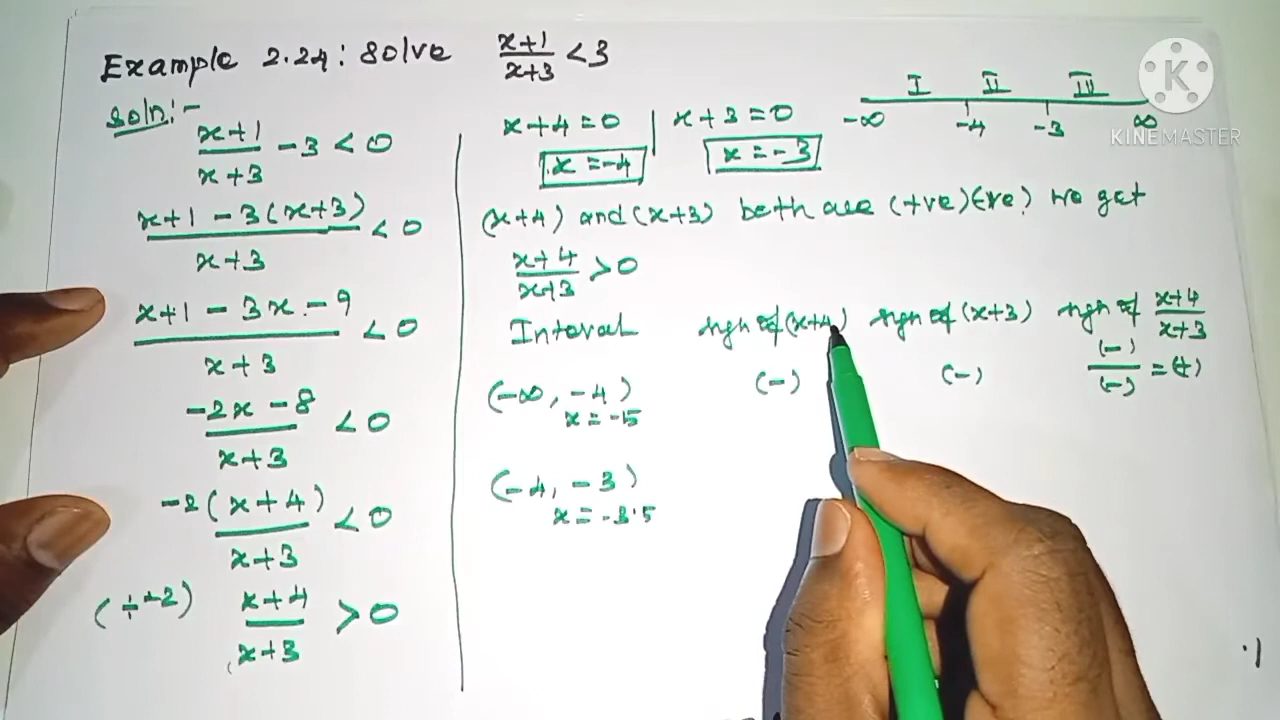 Example 2.24: Solve x+1/x+3 < 3
Soln:-
x+1/x+3 - 3 < 0
x+1 - 3(x+3)/x+3 < 0
x+1 - 3x - 9/x+3 < 0
-2x - 8/x+3 < 0
-2(x+4)/x+3 < 0
(÷ -2) x+4/x+3 > 0
x+4=0 | x+3=0
x=-4 x=-3
I II III
-∞ -4 -3 ∞
(x+4) and (x+3) both are (+ve) (-ve) we get
x+4/x+3 > 0
Interval sign of (x+4) sign of (x+3) sign of x+4/x+3
(-∞, -4) (-) (-) (-)/(-) = (+)
x = -15
(-4, -3)
x = -3.5
K
KINEMASTER